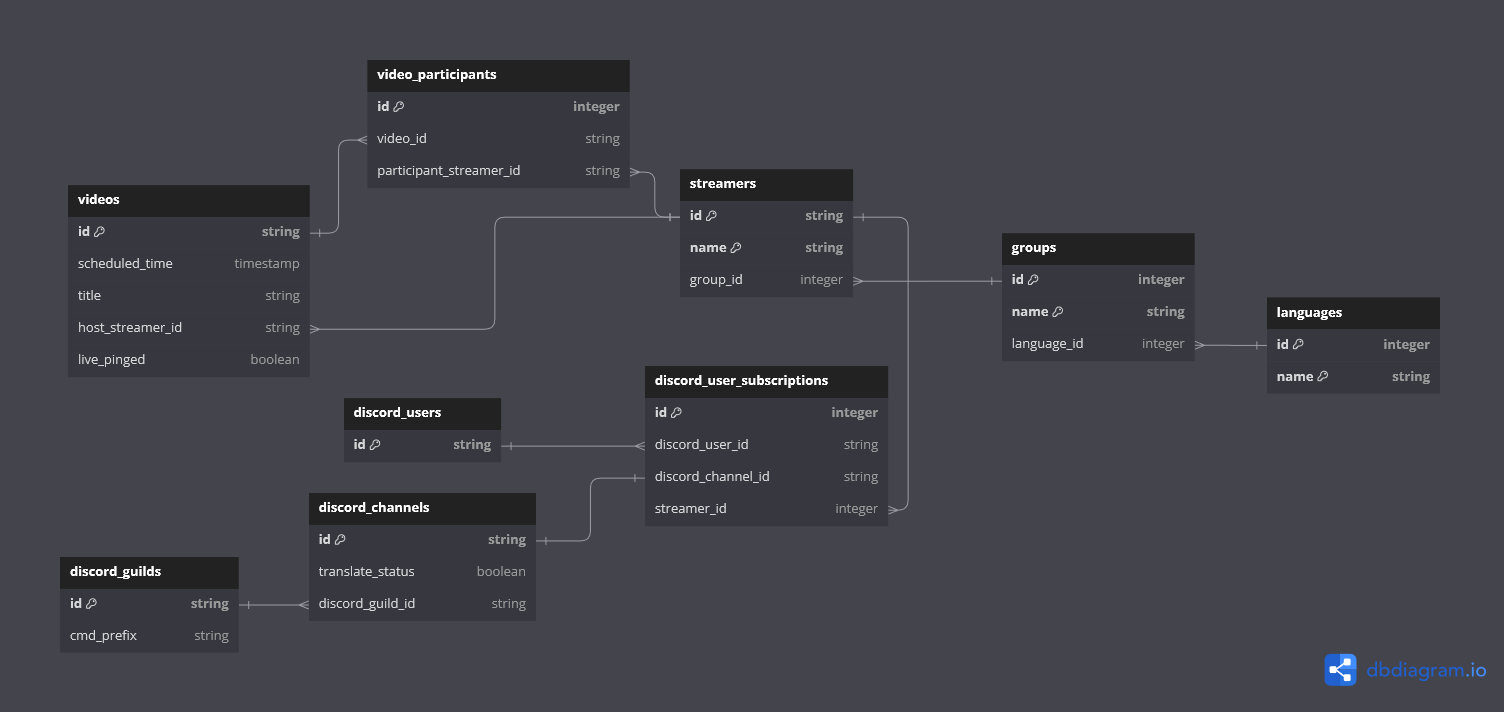 video_participants
id integer
video_id string
participant_streamer_id string
videos
id string
scheduled_time timestamp
title string
host_streamer_id string
live_pinged boolean
streamers
id string
name string
group_id integer
groups
id integer
name string
language_id integer
languages
id integer
name string
discord_user_subscriptions
id integer
discord_user_id string
discord_channel_id string
streamer_id integer
discord_users
id string
discord_channels
id string
translate_status boolean
discord_guild_id string
discord_guilds
id string
cmd_prefix string
dbdiagram.io